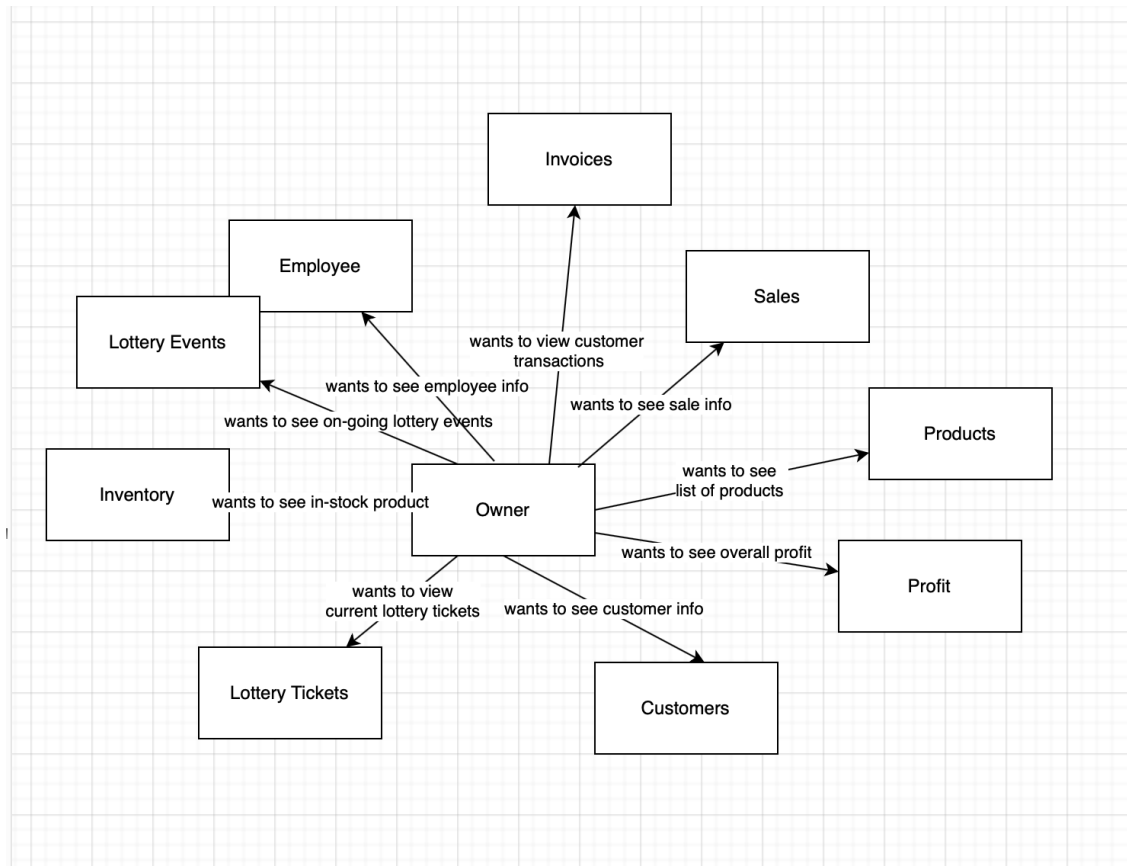 Invoices
Employee
Sales
Lottery Events
wants to view customer
transactions
wants to see employee info
wants to see sale info
wants to see on-going lottery events
Products
wants to see
list of products
Inventory
wants to see in-stock product
Owner
wants to see overall profit
Profit
wants to view
current lottery tickets
wants to see customer info
Lottery Tickets
Customers